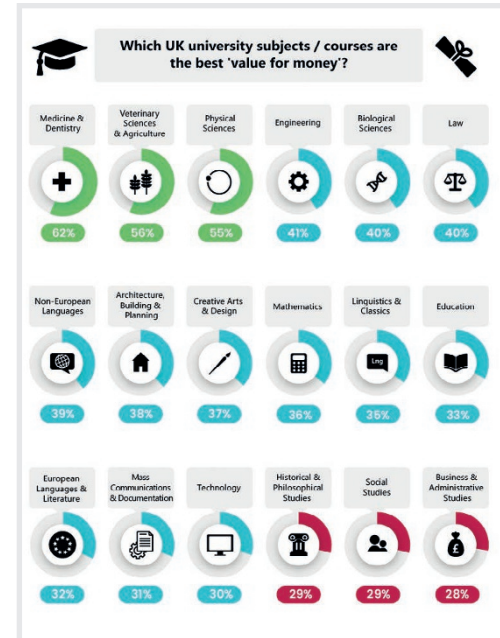 Which UK university subjects / courses are
the best 'value for money'?
Medicine &
Dentistry
62%
Veterinary
Sciences
& Agriculture
56%
Physical
Sciences
55%
Engineering
41%
Biological
Sciences
40%
Law
40%
Non-European
Languages
39%
Architecture,
Building &
Planning
38%
Creative Arts
& Design
37%
Mathematics
36%
Linguistics &
Classics
Lng
36%
Education
33%
European
Languages &
Literature
32%
Mass
Communications
& Documentation
31%
Technology
30%
Historical &
Philosophical
Studies
29%
Social
Studies
29%
Business &
Administrative
Studies
£
28%